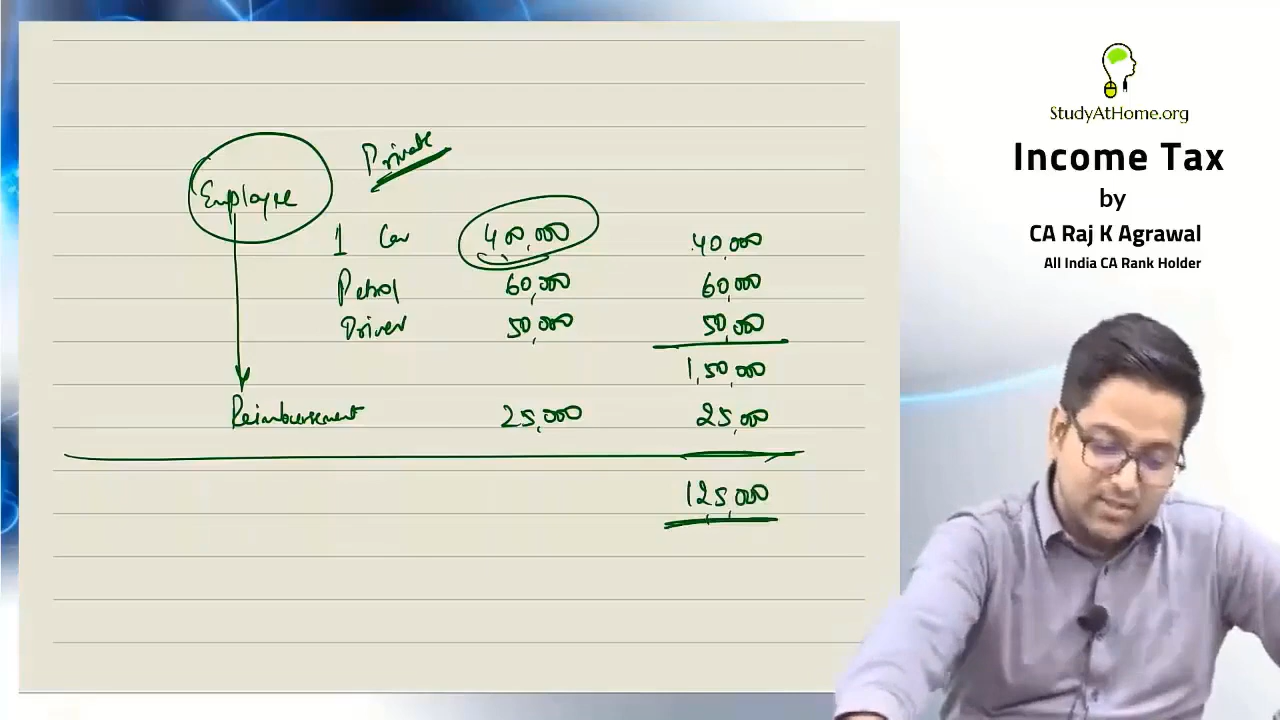 Private
Employee
1 Car 400,000 40,000
Petrol 60,000 60,000
Driver 50,000 50,000
1,50,000
Reimbursement 25,000 25,000
125,000
StudyAtHome.org
Income Tax
by
CA Raj K Agrawal
All India CA Rank Holder